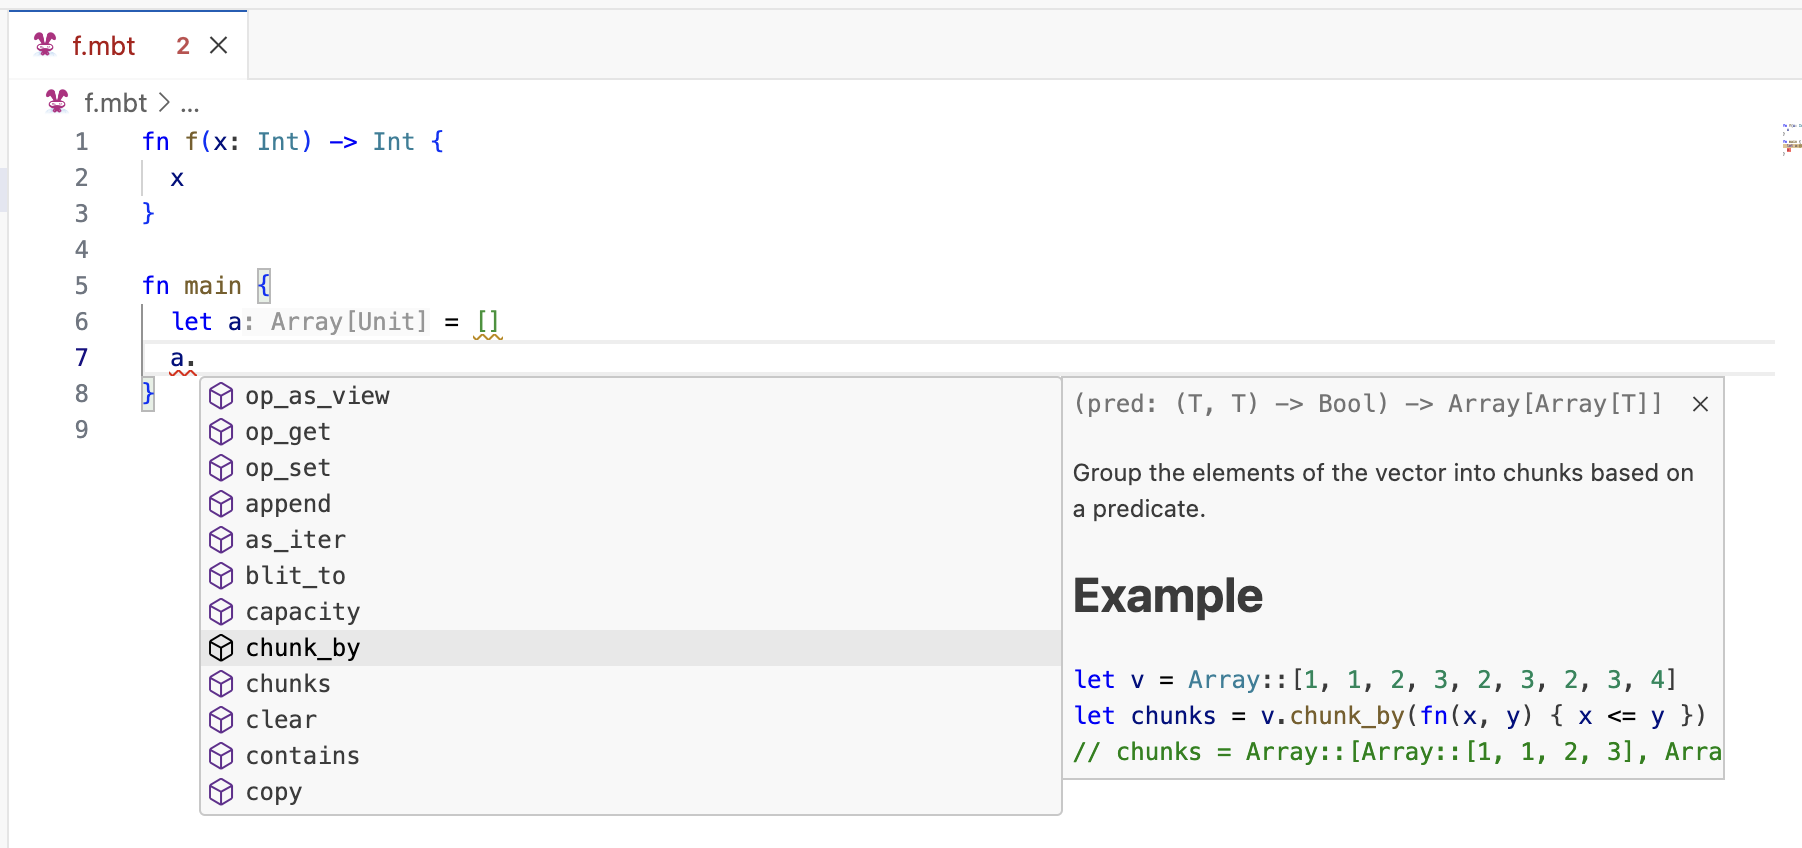 f.mbt 2
f.mbt > ...
1 fn f(x: Int) -> Int {
2 x
3 }
4
5 fn main {
6 let a: Array[Unit] = []
7 a.
8 }
9
op_as_view
op_get
op_set
append
as_iter
blit_to
capacity
chunk_by
chunks
clear
contains
copy
(pred: (T, T) -> Bool) -> Array[Array[T]]
Group the elements of the vector into chunks based on
a predicate.
Example
let v = Array::[1, 1, 2, 3, 2, 3, 2, 3, 4]
let chunks = v.chunk_by(fn(x, y) { x <= y })
// chunks = Array::[Array::[1, 1, 2, 3], Arra